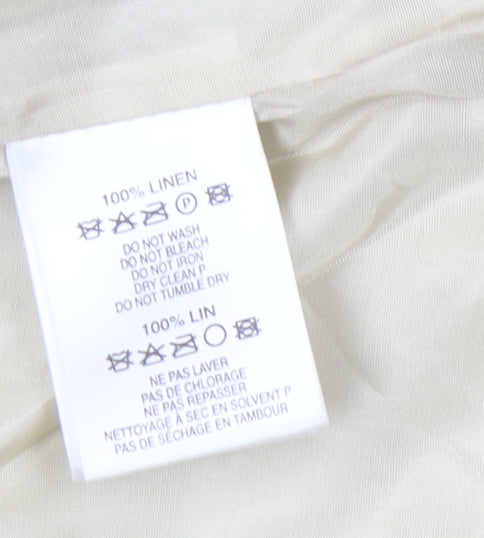 100% LINEN
P
DO NOT WASH
DO NOT BLEACH
DO NOT IRON
DRY CLEAN P
DO NOT TUMBLE DRY
100% LIN
NE PAS LAVER
PAS DE CHLORAGE
NE PAS REPASSER
NETTOYAGE À SEC EN SOLVENT P
PAS DE SÉCHAGE EN TAMBOUR